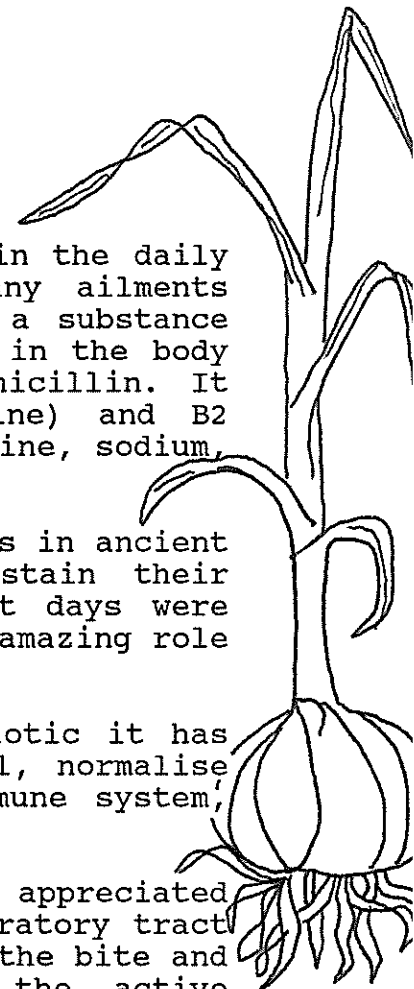 in the daily
ny ailments
a substance
in the body
nicillin. It
ine) and B2
ine, sodium,
s in ancient
stain their
t days were
amazing role
otic it has
l, normalise
mune system,
appreciated
ratory tract
the bite and
the active